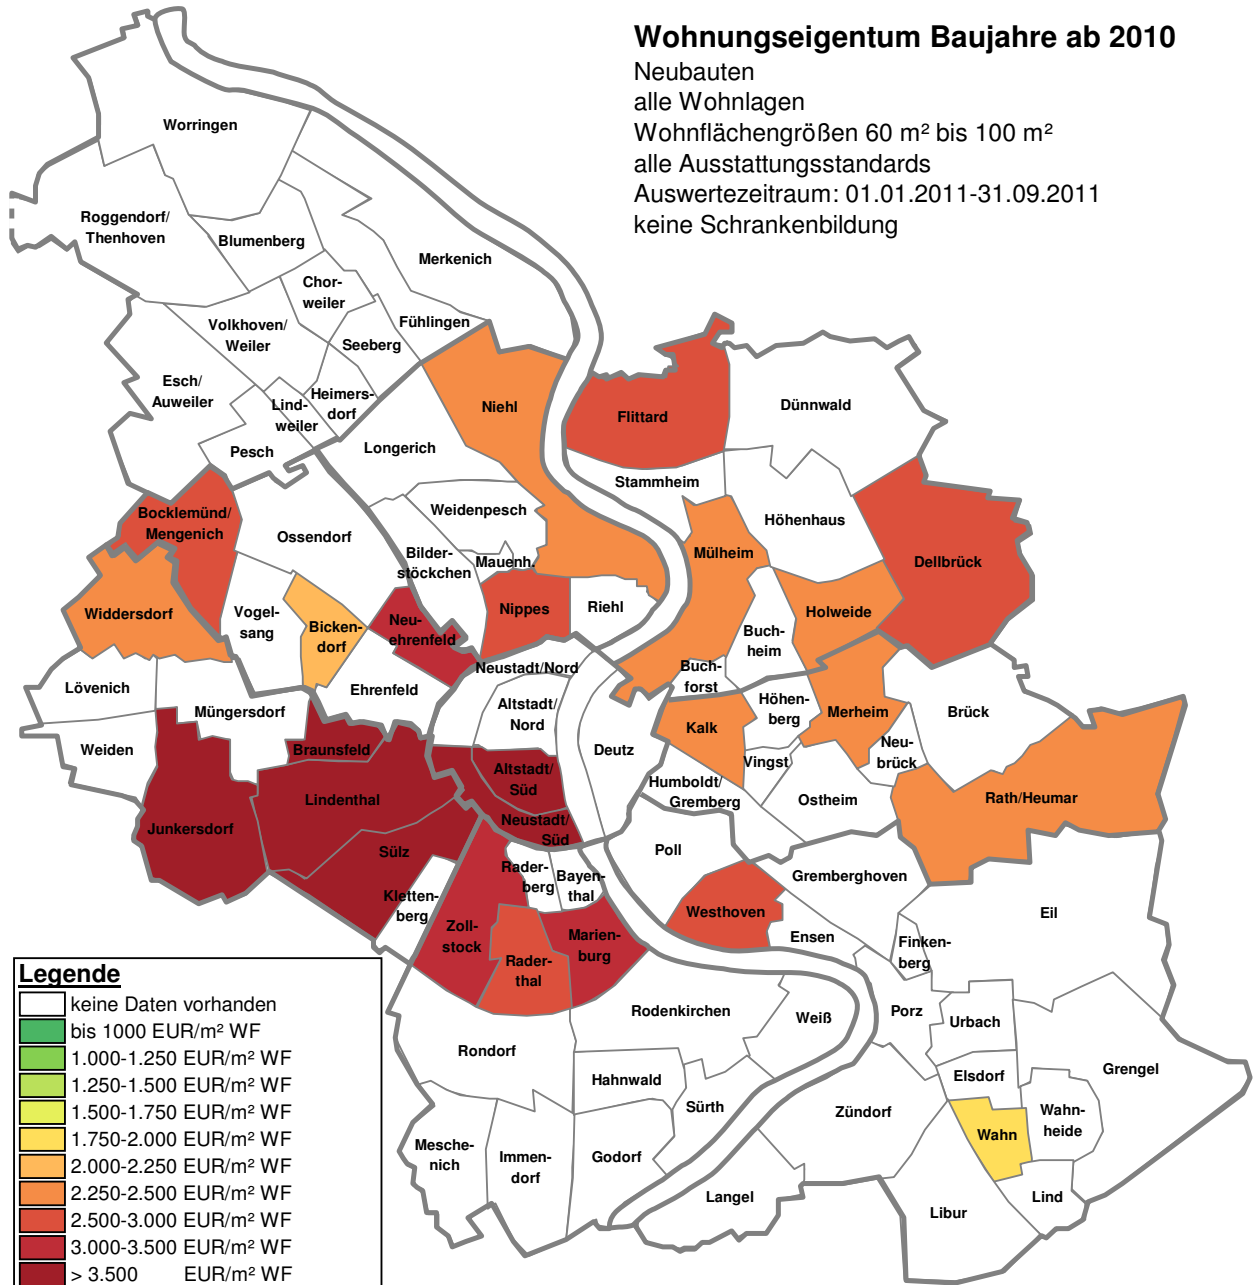 Wohnungseigentum Baujahre ab 2010
Neubauten
alle Wohnlagen
Wohnflächengrößen 60 m² bis 100 m²
alle Ausstattungsstandards
Auswertezeitraum: 01.01.2011-31.09.2011
keine Schrankenbildung
Worringen
Roggendorf/
Thenhoven
Blumenberg
Merkenich
Chor-
weiler
Fühlingen
Volkhoven/
Weiler
Seeberg
Esch/
Auweiler
Heimers-
dorf
Lind-
weiler
Pesch
Longerich
Niehl
Flittard
Dünnwald
Stammheim
Höhenhaus
Weidenpesch
Bocklemünd/
Mengenich
Ossendorf
Bilder-
stöckchen
Mauenh.
Mülheim
Dellbrück
Widdersdorf
Vogel-
sang
Bicken-
dorf
Neu-
ehrenfeld
Nippes
Riehl
Holweide
Buch-
heim
Lövenich
Ehrenfeld
Neustadt/Nord
Buch-
forst
Müngersdorf
Altstadt/
Nord
Höhen-
berg
Merheim
Brück
Weiden
Braunsfeld
Deutz
Kalk
Neu-
brück
Vingst
Altstadt/
Süd
Humboldt/
Gremberg
Ostheim
Rath/Heumar
Lindenthal
Junkersdorf
Neustadt/
Süd
Sülz
Poll
Rader-
berg
Bayen-
thal
Gremberghoven
Kletten-
berg
Westhoven
Eil
Zoll-
stock
Marien-
burg
Ensen
Finken-
berg
Rader-
thal
Rodenkirchen
Weiß
Porz
Urbach
Rondorf
Hahnwald
Elsdorf
Grengel
Sürth
Zündorf
Wahn
Wahn-
heide
Mesche-
nich
Immen-
dorf
Godorf
Langel
Libur
Lind
Legende
keine Daten vorhanden
bis 1000 EUR/m² WF
1.000-1.250 EUR/m² WF
1.250-1.500 EUR/m² WF
1.500-1.750 EUR/m² WF
1.750-2.000 EUR/m² WF
2.000-2.250 EUR/m² WF
2.250-2.500 EUR/m² WF
2.500-3.000 EUR/m² WF
3.000-3.500 EUR/m² WF
> 3.500 EUR/m² WF